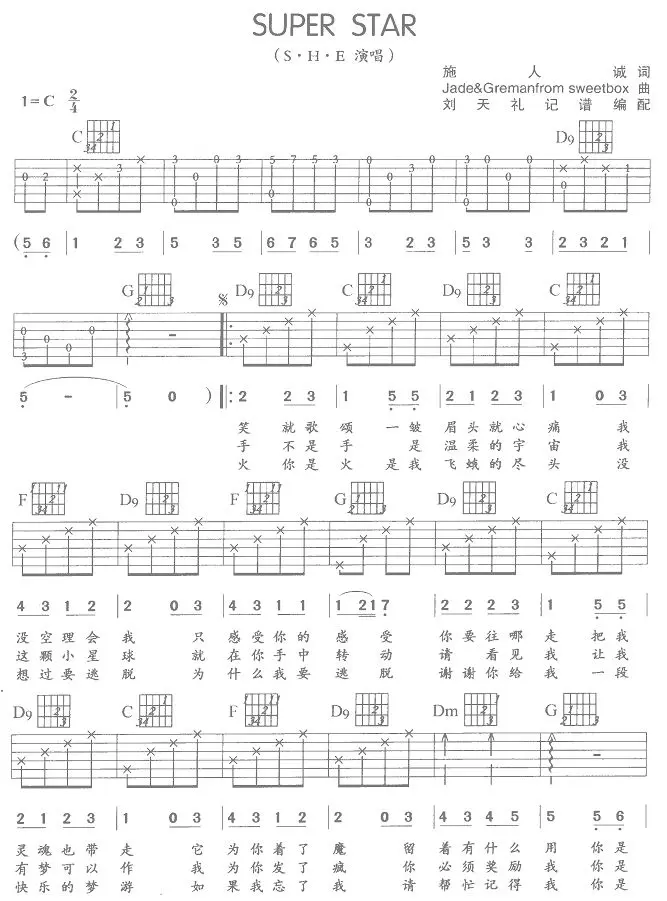 SUPER STAR
(S·H·E 演唱)
施人诚 词
Jade&Gremanfrom sweetbox 曲
刘天礼记谱编配
1=C 2/4
C D9
(5 6 | 1 2 3 | 5 3 5 | 6 7 6 5 | 3 2 3 | 5 2 3 | 2 3 2 1
G D9 C D9 C
5 - | 5 0 ) |: 2 2 3 | 1 5 5 | 2 1 2 3 | 1 0 3
笑就歌颂一皱眉头就心痛我
手不是手是温柔的宇宙我
火你是火是我飞蛾的尽头没
F D9 F G D9 C
4 3 1 2 | 2 0 3 | 4 3 1 1 | 1 2 1 7 | 2 2 2 3 | 1 5 5
没空理会我只感受你的感受你要往哪走把我
这颗小星球就在你手中转动请看见我让我
想过要逃脱为什么我要逃脱谢谢你给我一段
D9 C F D9 Dm G
2 1 2 3 | 1 0 3 | 4 3 1 2 | 2 0 3 | 4 3 4 5 | 5 5 6
灵魂也带走它为你着了魔留着有什么用你是
有梦可以作我为你发了疯你必须奖励我你是
快乐的梦游如果我忘了我请帮忙记得我你是